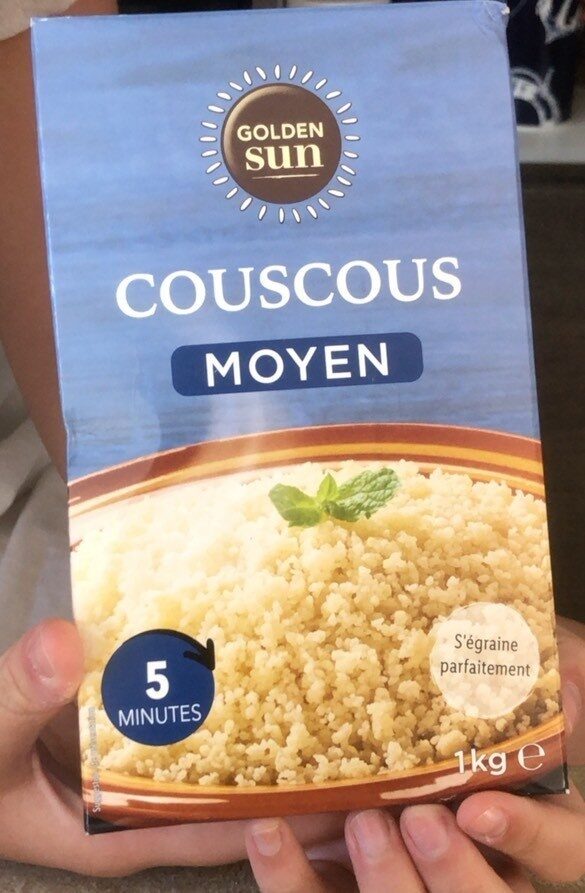 GOLDEN
sun
COUSCOUS
MOYEN
5
MINUTES
S'égraine
parfaitement
1kg ℮